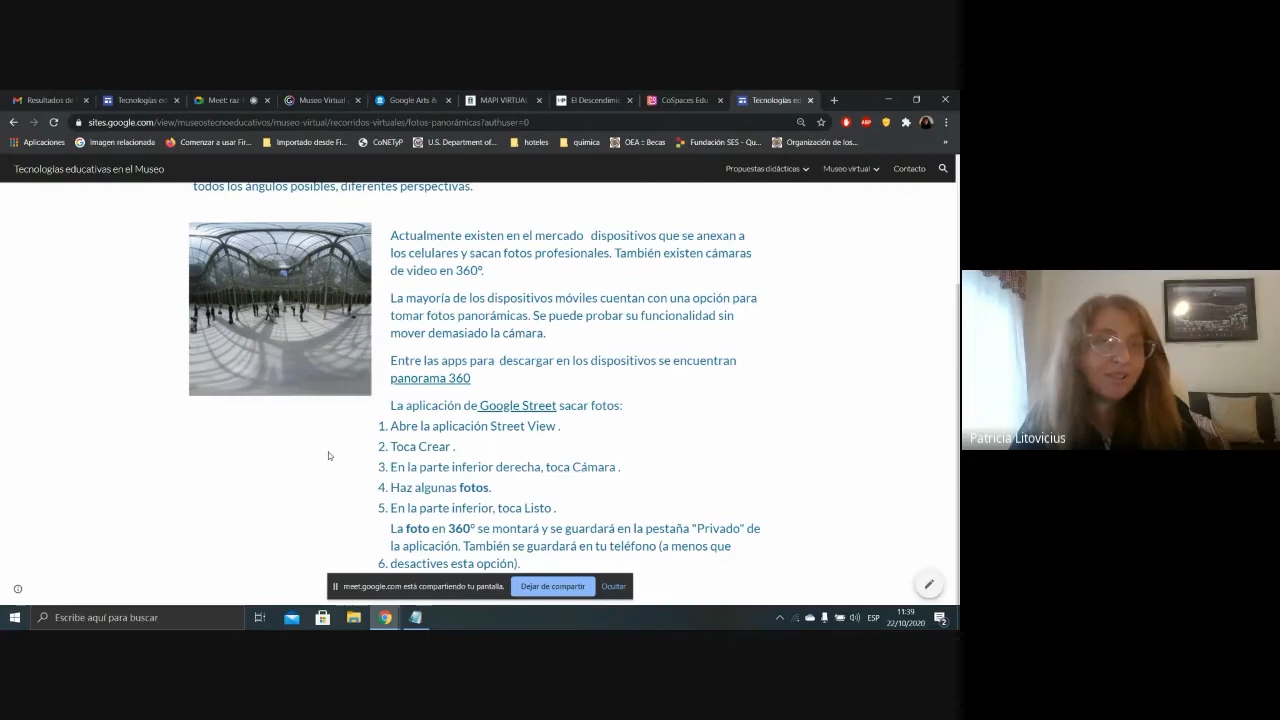 Resultados de
Tecnologías ed
Meet: raz-
Museo Virtual
Google Arts &
MAPI VIRTUAL
El Descendimi
CoSpaces Edu
Tecnologías ed
sites.google.com/view/museostecnoeducativos/museo-virtual/recorridos-virtuales/fotos-panorámicas?authuser=0
ABP
Aplicaciones
Imagen relacionada
Comenzar a usar Fir...
Importado desde Fi...
CoNETyP
U.S. Department of...
hoteles
quimica
OEA :: Becas
Fundación SES - Qu...
Organización de los...
»
Tecnologías educativas en el Museo
Propuestas didácticas
Museo virtual
Contacto
todos los ángulos posibles, diferentes perspectivas.
Actualmente existen en el mercado dispositivos que se anexan a
los celulares y sacan fotos profesionales. También existen cámaras
de video en 360º.
La mayoría de los dispositivos móviles cuentan con una opción para
tomar fotos panorámicas. Se puede probar su funcionalidad sin
mover demasiado la cámara.
Entre las apps para descargar en los dispositivos se encuentran
panorama 360
La aplicación de Google Street sacar fotos:
1. Abre la aplicación Street View .
2. Toca Crear .
3. En la parte inferior derecha, toca Cámara .
4. Haz algunas fotos.
5. En la parte inferior, toca Listo .
La foto en 360° se montará y se guardará en la pestaña "Privado" de
la aplicación. También se guardará en tu teléfono (a menos que
6. desactives esta opción).
meet.google.com está compartiendo tu pantalla.
Dejar de compartir
Ocultar
Escribe aquí para buscar
ESP
11:39
22/10/2020
2
Patricia Litovicius